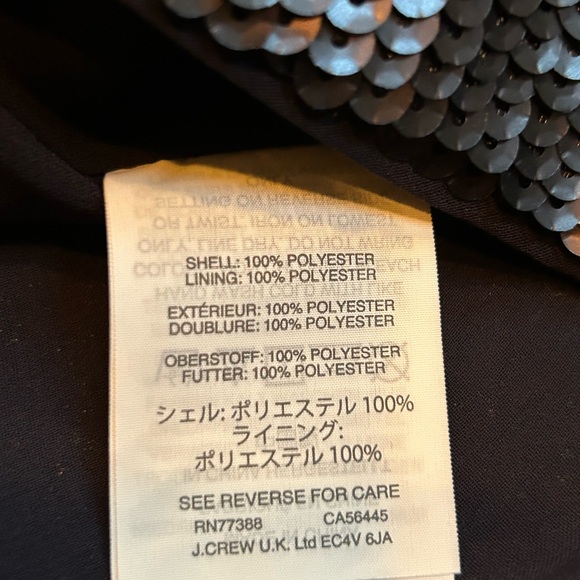 SHELL: 100% POLYESTER
LINING: 100% POLYESTER
EXTÉRIEUR: 100% POLYESTER
DOUBLURE: 100% POLYESTER
OBERSTOFF: 100% POLYESTER
FUTTER: 100% POLYESTER
シェル: ポリエステル 100%
ライニング:
ポリエステル 100%
SEE REVERSE FOR CARE
RN77388 CA56445
J.CREW U.K. Ltd EC4V 6JA